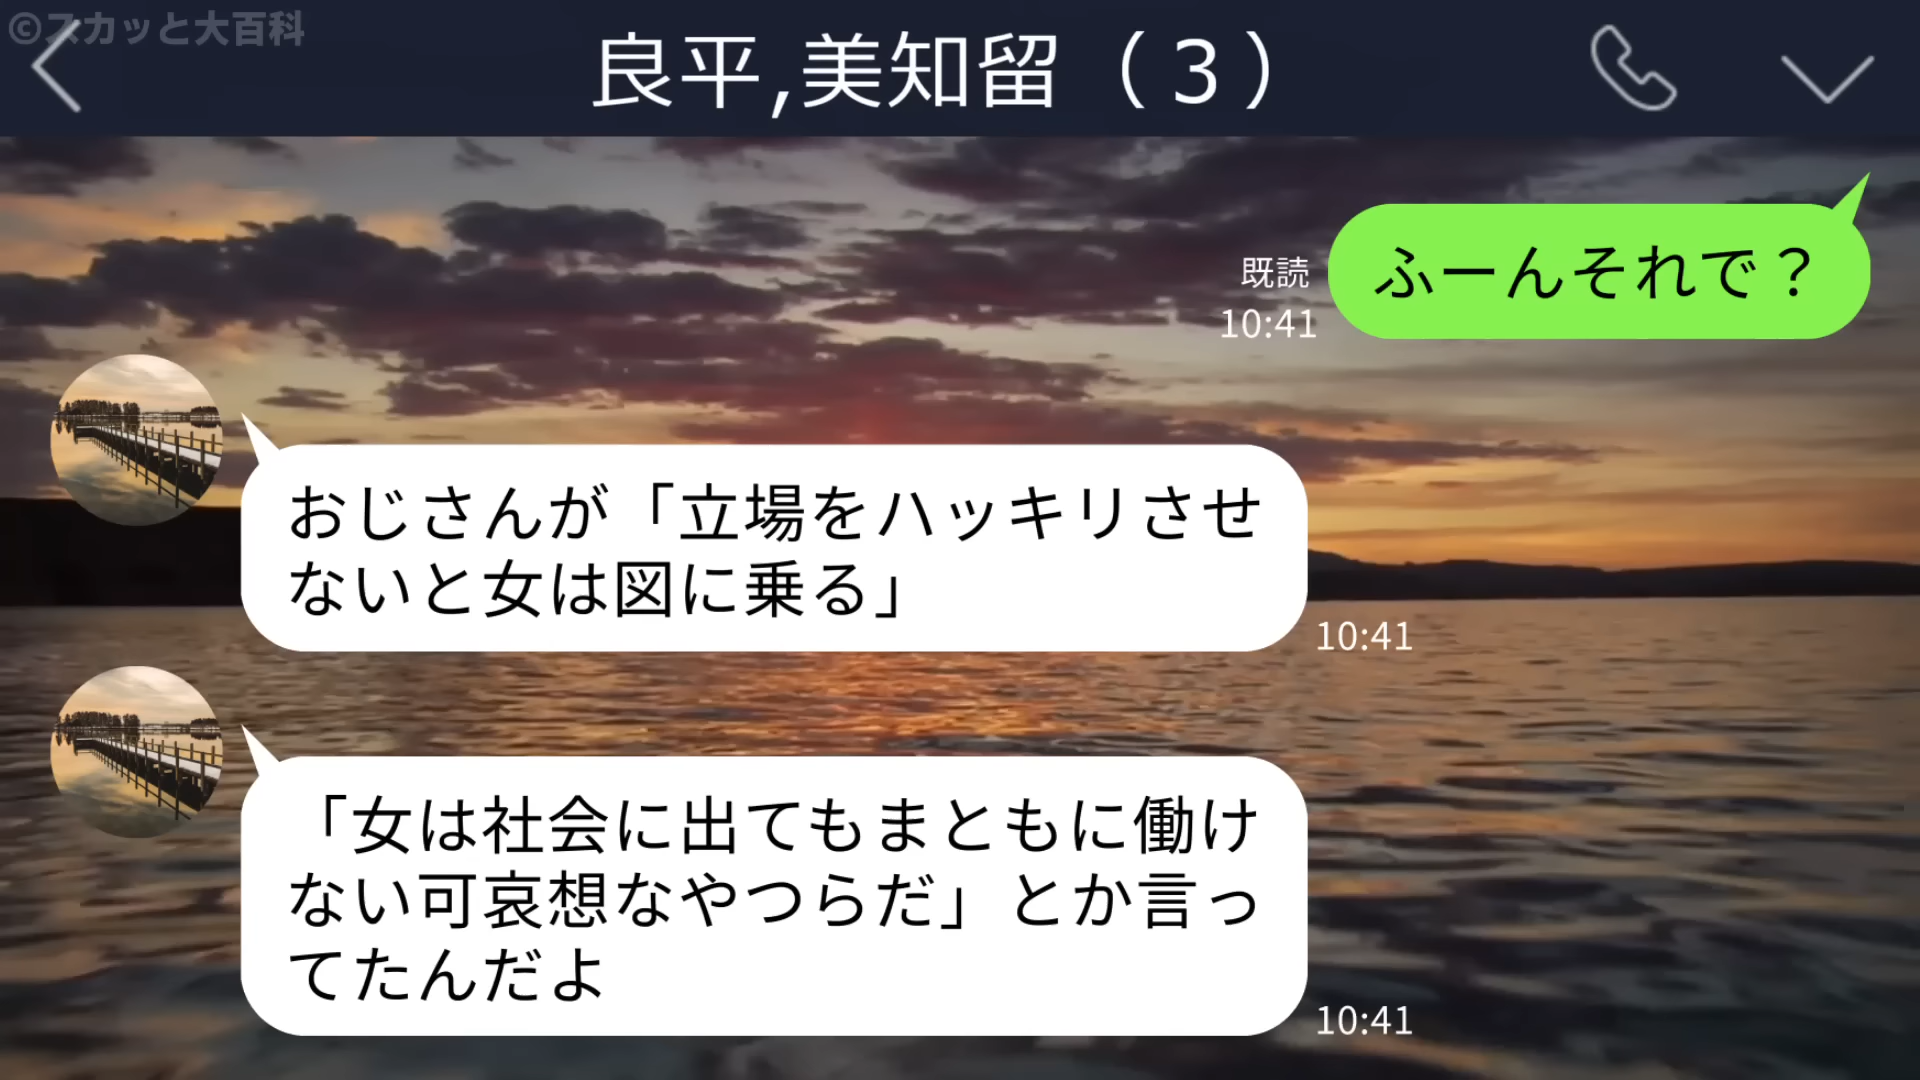 ©スカッと大百科
良平,美知留（3）
ふーんそれで？
既読
10:41
おじさんが「立場をハッキリさせ
ないと女は図に乗る」
10:41
「女は社会に出てもまともに働け
ない可哀想なやつらだ」とか言っ
てたんだよ
10:41